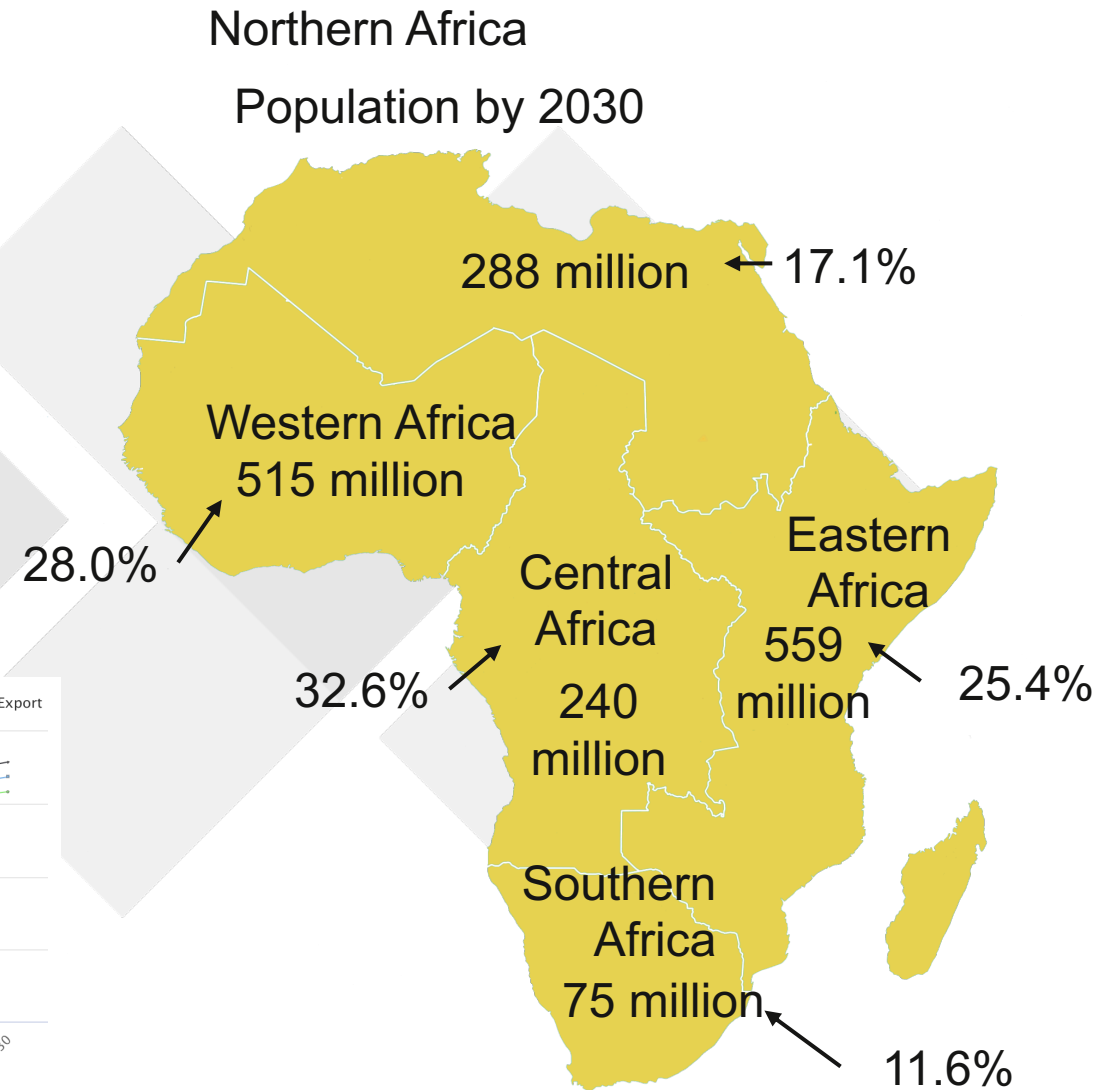 Northern Africa
Population by 2030
288 million
17.1%
Western Africa
515 million
28.0%
Eastern
Africa
559
million
25.4%
Central
Africa
240
million
32.6%
Export
Southern
Africa
75 million
11.6%